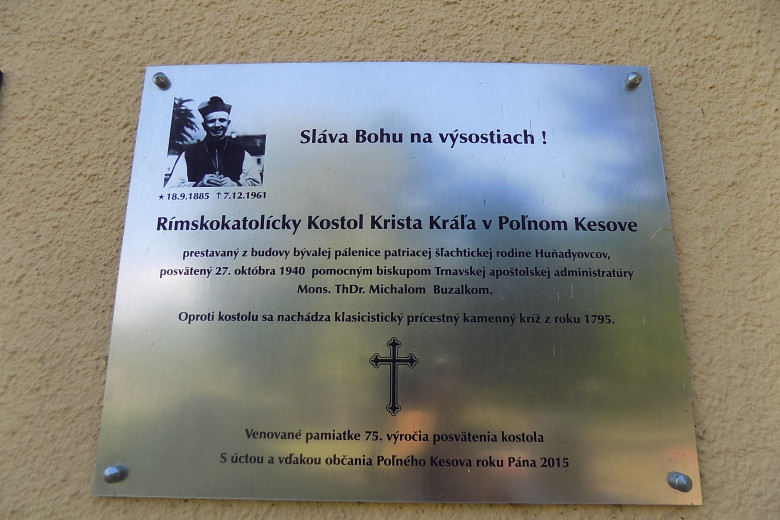 Sláva Bohu na výsostiach !
★ 18.9.1885 † 7.12.1961
Rímskokatolícky Kostol Krista Kráľa v Poľnom Kesove
prestavaný z budovy bývalej pálenice patriacej šľachtickej rodine Huňadyovcov,
posvätený 27. októbra 1940 pomocným biskupom Trnavskej apoštolskej administratúry
Mons. ThDr. Michalom Buzalkom.
Oproti kostolu sa nachádza klasicistický prícestný kamenný kríž z roku 1795.
Venované pamiatke 75. výročia posvätenia kostola
S úctou a vďakou občania Poľného Kesova roku Pána 2015